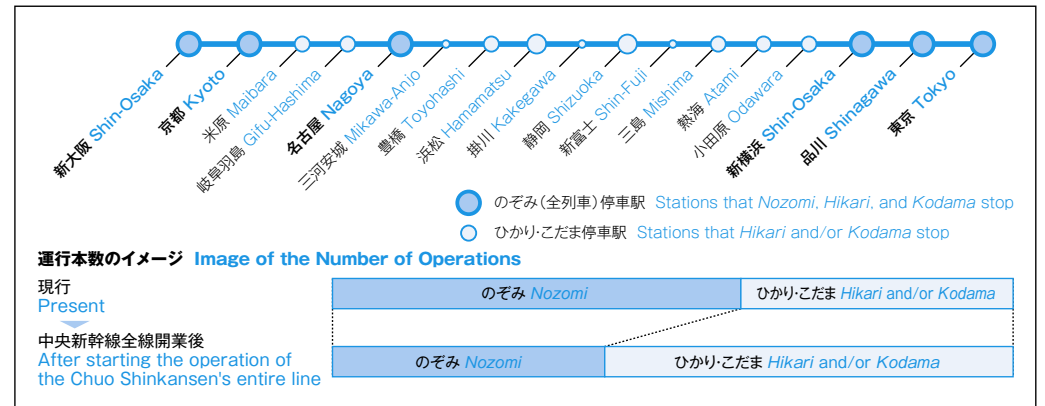 新大阪 Shin-Osaka
京都 Kyoto
米原 Maibara
岐阜羽島 Gifu-Hashima
名古屋 Nagoya
三河安城 Mikawa-Anjo
豊橋 Toyohashi
浜松 Hamamatsu
掛川 Kakegawa
静岡 Shizuoka
新富士 Shin-Fuji
三島 Mishima
熱海 Atami
小田原 Odawara
新横浜 Shin-Osaka
品川 Shinagawa
東京 Tokyo
のぞみ(全列車)停車駅 Stations that Nozomi, Hikari, and Kodama stop
ひかり・こだま停車駅 Stations that Hikari and/or Kodama stop
運行本数のイメージ Image of the Number of Operations
現行
Present
のぞみ Nozomi
ひかり・こだま Hikari and/or Kodama
中央新幹線全線開業後
After starting the operation of
the Chuo Shinkansen's entire line
のぞみ Nozomi
ひかり・こだま Hikari and/or Kodama